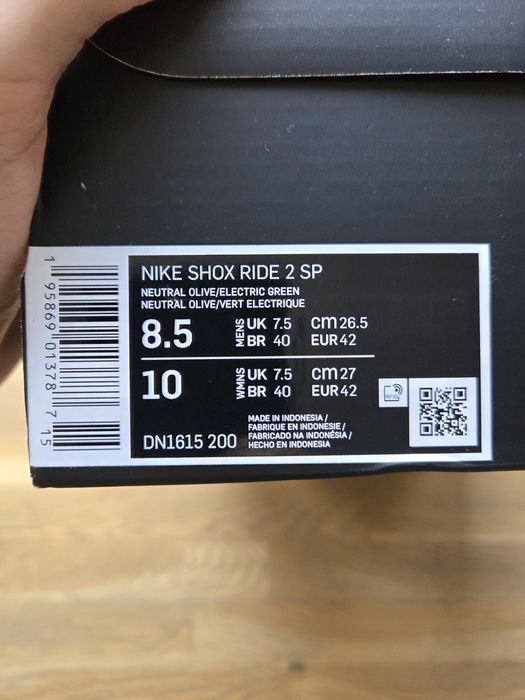 NIKE SHOX RIDE 2 SP
NEUTRAL OLIVE/ELECTRIC GREEN
NEUTRAL OLIVE/VERT ELECTRIQUE
8.5 MENS UK 7.5 CM 26.5
BR 40 EUR 42
10 WMNS UK 7.5 CM 27
BR 40 EUR 42
RFID
DN1615 200
MADE IN INDONESIA /
FABRIQUE EN INDONESIE /
FABRICADO NA INDONÉSIA /
HECHO EN INDONESIA
1 95869 01378 7 15